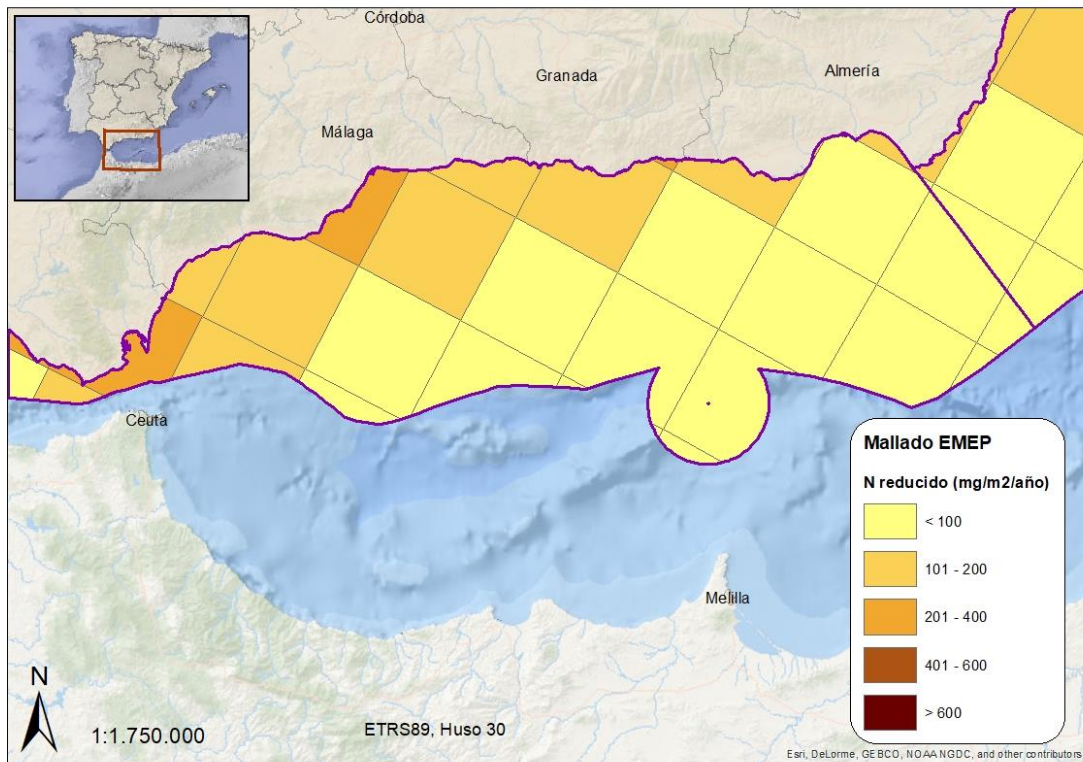 Córdoba
Granada
Almería
Málaga
Ceuta
Melilla
Mallado EMEP
N reducido (mg/m2/año)
< 100
101 - 200
201 - 400
401 - 600
> 600
N
1:1.750.000
ETRS89, Huso 30
Esri, DeLorme, GEBCO, NOAA NGDC, and other contributors